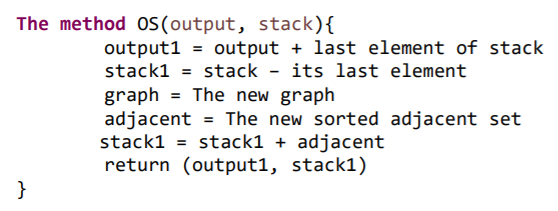 The method OS(output, stack){
output1 = output + last element of stack
stack1 = stack – its last element
graph = The new graph
adjacent = The new sorted adjacent set
stack1 = stack1 + adjacent
return (output1, stack1)
}